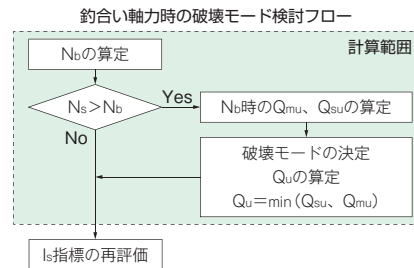 釣合い軸力時の破壊モード検討フロー
計算範囲
Nbの算定
Ns>Nb
Yes
No
Nb時のQmu、Qsuの算定
破壊モードの決定
Quの算定
Qu=min(Qsu、Qmu)
Is指標の再評価